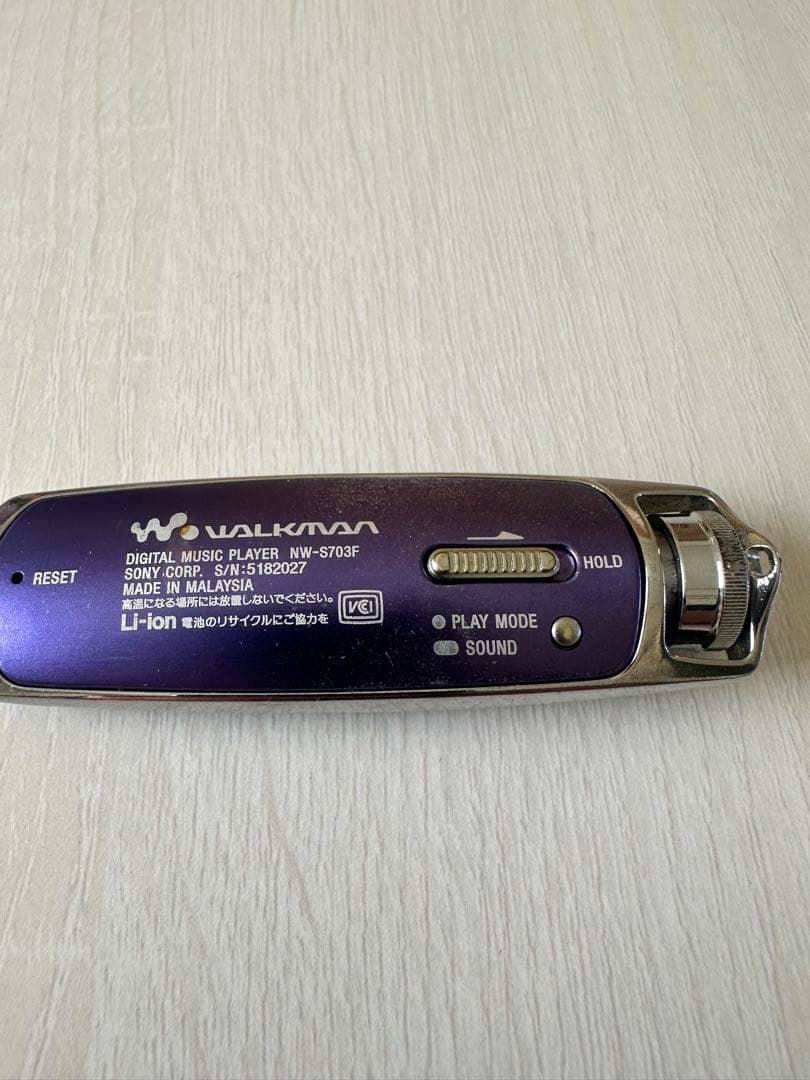 WALKMAN
DIGITAL MUSIC PLAYER NW-S703F
SONY CORP. S/N:5182027
MADE IN MALAYSIA
高温になる場所には放置しないでください。
Li-ion 電池のリサイクルにご協力を
VCI
RESET
HOLD
PLAY MODE
SOUND